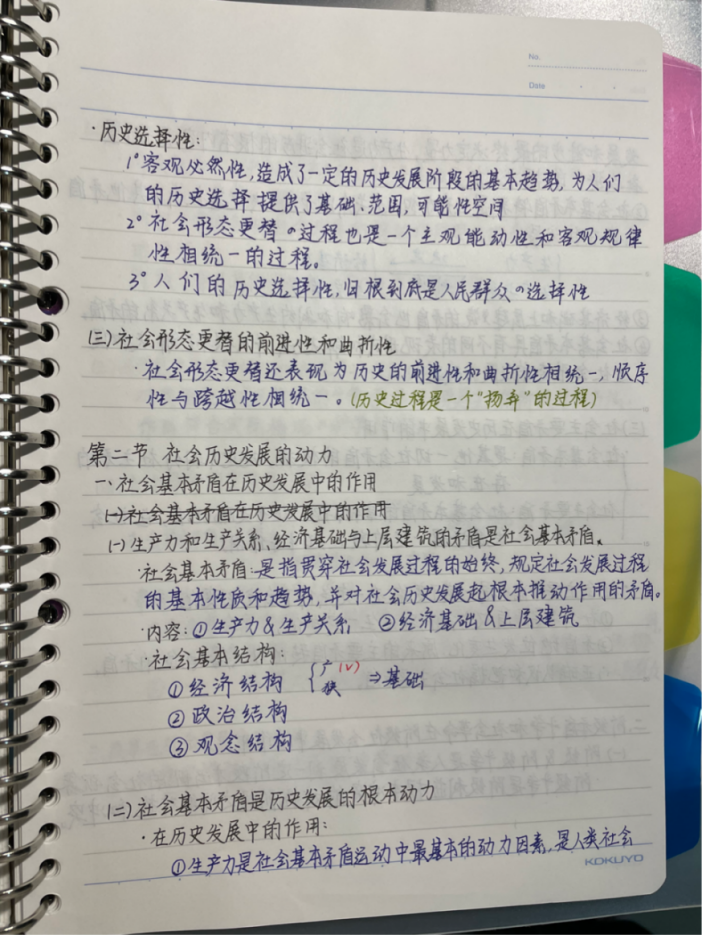 No.
Date
·历史选择性:
1°客观必然性,造成了一定的历史发展阶段的基本趋势,为人们
的历史选择提供了基础、范围,可能性空间
2°社会形态更替の过程也是一个主观能动性和客观规律
性相统一的过程。
3°人们的历史选择性,归根到底是人民群众の选择性
(三)社会形态更替的前进性和曲折性
·社会形态更替还表现为历史的前进性和曲折性相统一,顺序
性与跨越性相统一。(历史过程是一个"扬弃"的过程)
第二节 社会历史发展的动力
一、社会基本矛盾在历史发展中的作用
(一)社会基本矛盾在历史发展中的作用
(一)生产力和生产关系、经济基础与上层建筑的矛盾是社会基本矛盾。
·社会基本矛盾:是指贯穿社会发展过程的始终,规定社会发展过程
的基本性质和趋势,并对社会历史发展起根本推动作用的矛盾。
·内容:①生产力&生产关系 ②经济基础&上层建筑
·社会基本结构:
①经济结构 {广(√) 狭 ⇒基础
②政治结构
③观念结构
(二)社会基本矛盾是历史发展的根本动力
·在历史发展中的作用:
①生产力是社会基本矛盾运动中最基本的动力因素,是人类社会
KOKUYO